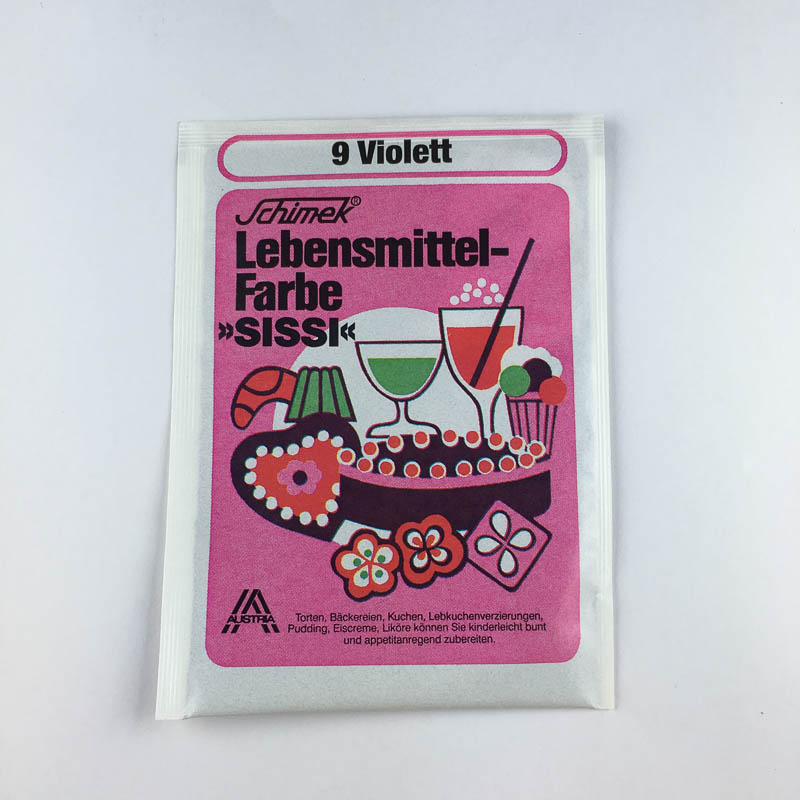 9 Violett
Schimek®
Lebensmittel-
Farbe
»SISSI«
AUSTRIA
Torten, Bäckereien, Kuchen, Lebkuchenverzierungen,
Pudding, Eiscreme, Liköre können Sie kinderleicht bunt
und appetitanregend zubereiten.